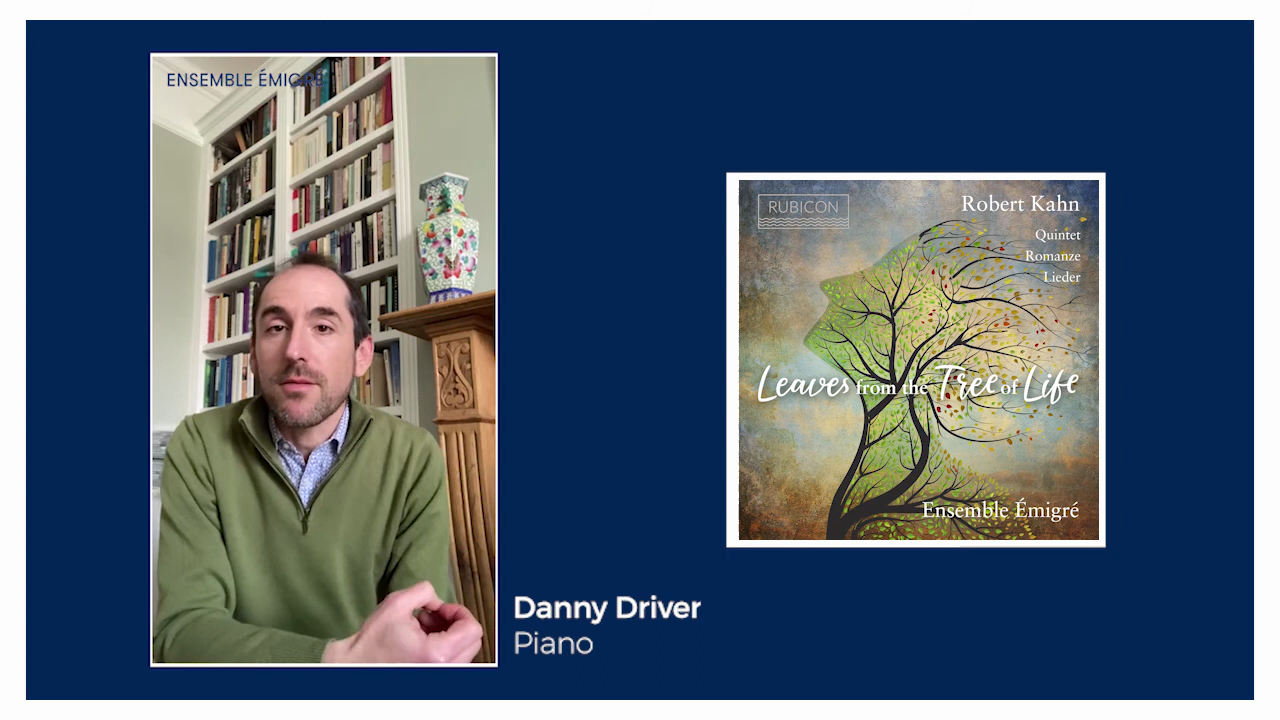 ENSEMBLE ÉMIGRÉ
RUBICON
Robert Kahn
Quintet
Romanze
Lieder
Leaves from the Tree of Life
Ensemble Émigré
Danny Driver
Piano